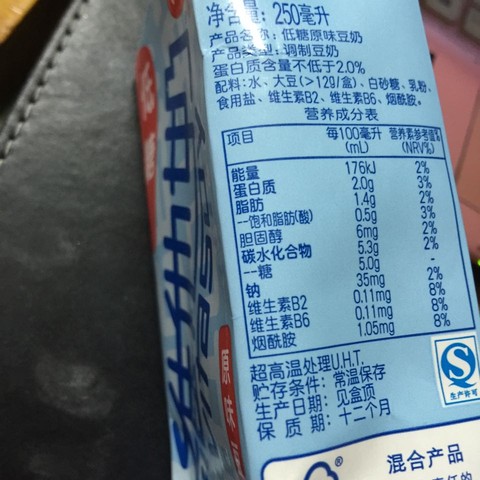 净含量: 250毫升
产品名称: 低糖原味豆奶
产品类型: 调制豆奶
蛋白质含量不低于2.0%
配料: 水、大豆(>12g/盒)、白砂糖、乳粉、
食用盐、维生素B2、维生素B6、烟酰胺。
营养成分表
项目 每100毫升(mL) 营养素参考值%(NRV%)
能量 176kJ 2%
蛋白质 2.0g 3%
脂肪 1.4g 2%
--饱和脂肪(酸) 0.5g 3%
胆固醇 6mg 2%
碳水化合物 5.3g 2%
--糖 5.0g -
钠 35mg 2%
维生素B2 0.11mg 8%
维生素B6 0.11mg 8%
烟酰胺 1.05mg 8%
超高温处理U.H.T.
贮存条件: 常温保存
生产日期: 见盒顶
保质期: 十二个月
生产许可
®
混合产品